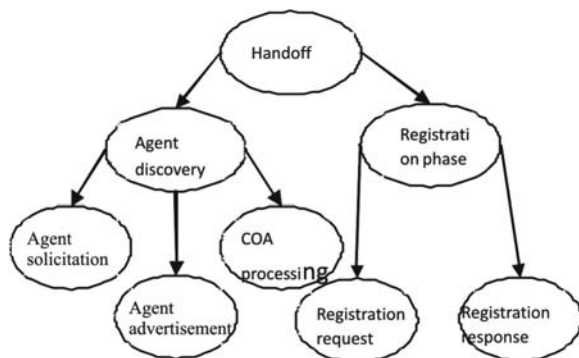 Handoff
Agent
discovery
Registrati
on phase
Agent
solicitation
COA
processing
Agent
advertisement
Registration
request
Registration
response